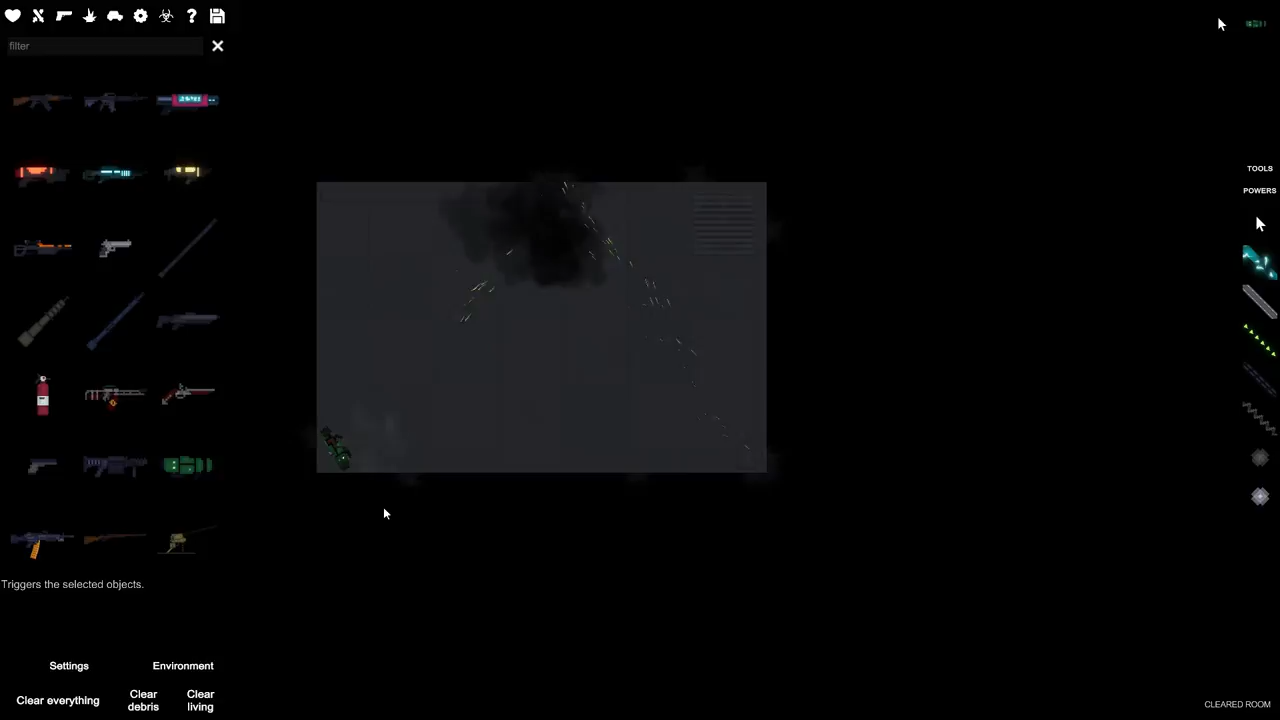 filter
TOOLS
POWERS
Triggers the selected objects.
Settings
Environment
Clear everything
Clear debris
Clear living
CLEARED ROOM